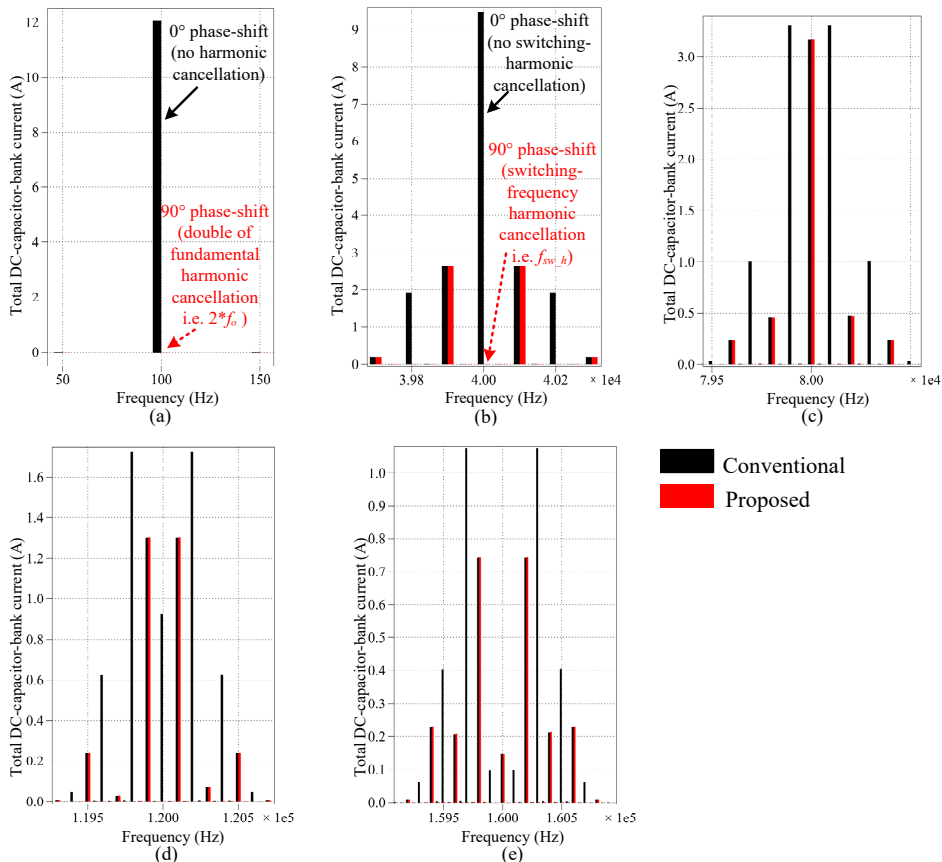 Total DC-capacitor-bank current (A)
12
10
8
6
4
2
0
0° phase-shift
(no harmonic
cancellation)
90° phase-shift
(double of
fundamental
harmonic
cancellation
i.e. 2*fo )
50
100
150
Frequency (Hz)
(a)
Total DC-capacitor-bank current (A)
9
8
7
6
5
4
3
2
1
0
0° phase-shift
(no switching-
harmonic
cancellation)
90° phase-shift
(switching-
frequency
harmonic
cancellation
i.e. fsw_h)
3.98
4.00
4.02
× 1e4
Frequency (Hz)
(b)
Total DC-capacitor-bank current (A)
3.0
2.5
2.0
1.5
1.0
0.5
0.0
7.95
8.00
× 1e4
Frequency (Hz)
(c)
Total DC-capacitor-bank current (A)
1.6
1.4
1.2
1.0
0.8
0.6
0.4
0.2
0.0
1.195
1.200
1.205
× 1e5
Frequency (Hz)
(d)
Total DC-capacitor-bank current (A)
1.0
0.9
0.8
0.7
0.6
0.5
0.4
0.3
0.2
0.1
0.0
1.595
1.600
1.605
× 1e5
Frequency (Hz)
(e)
Conventional
Proposed